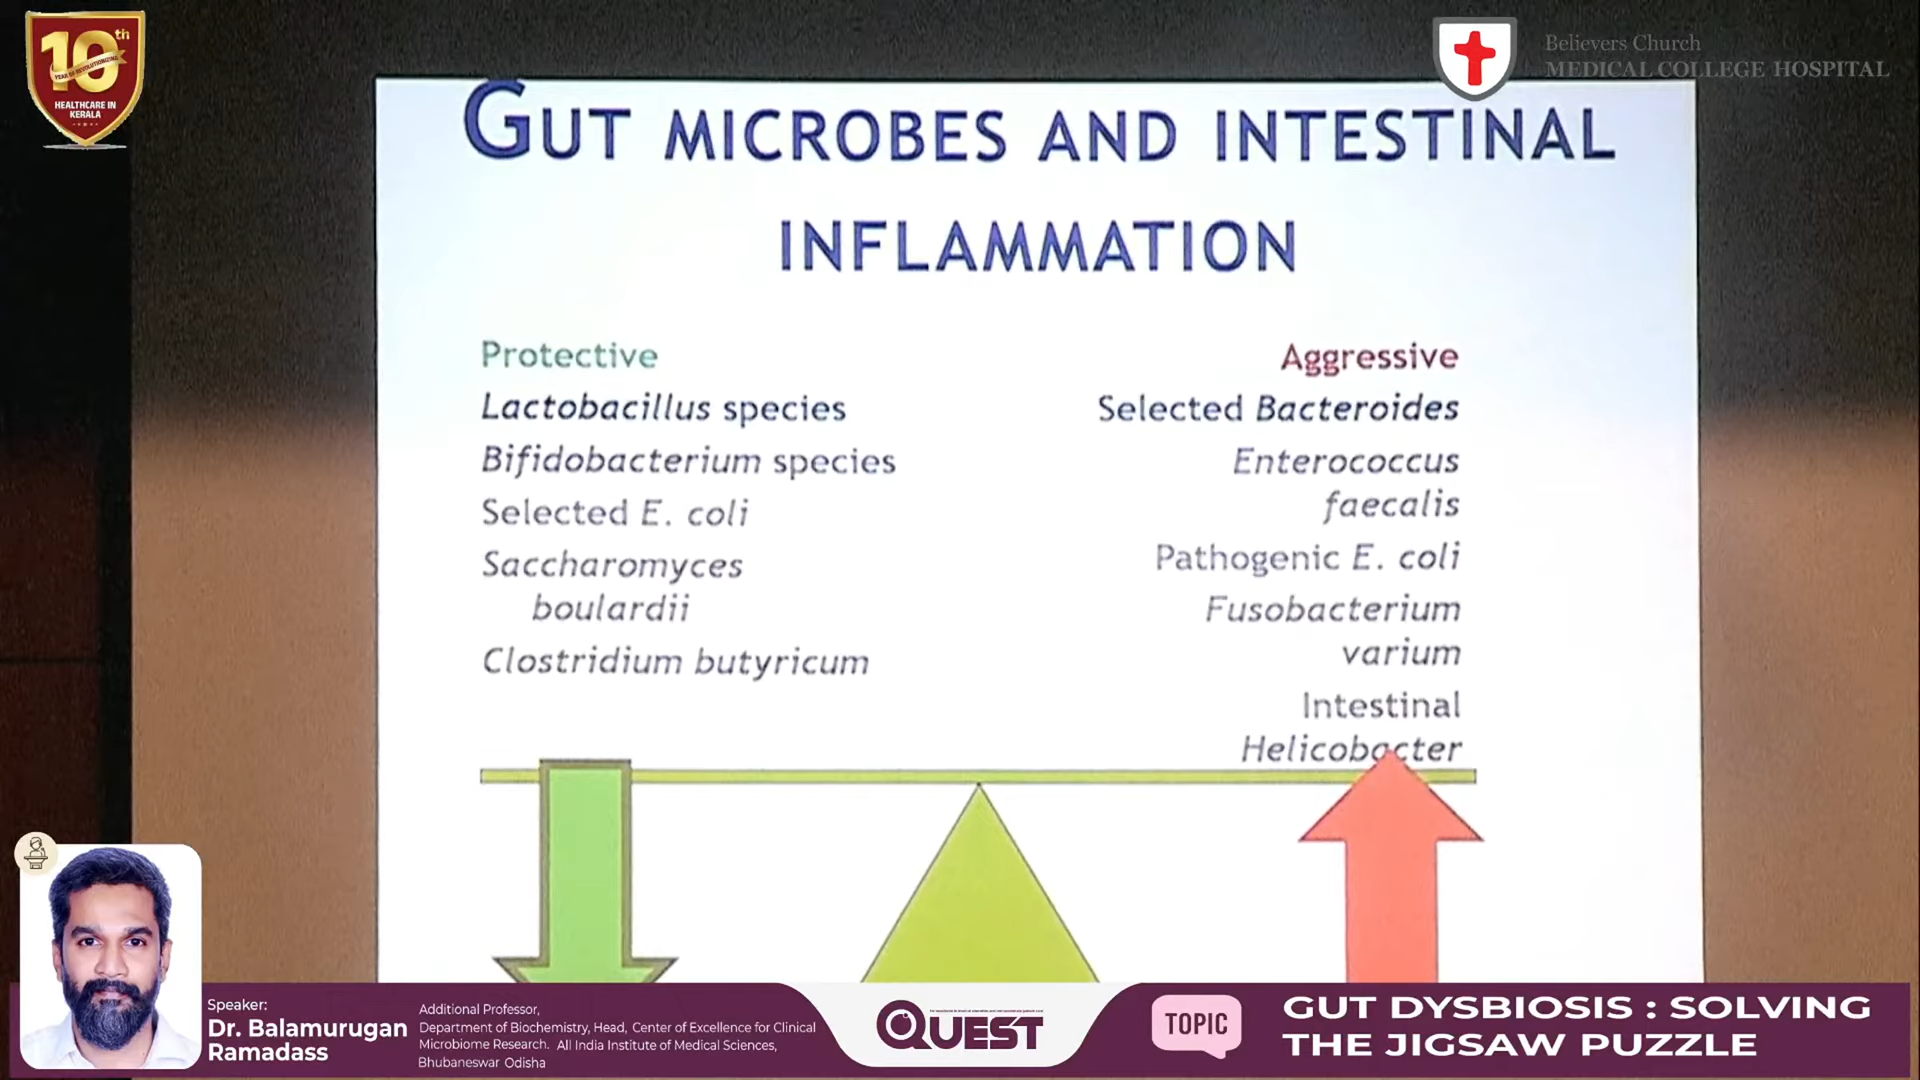 10th
YEAR OF REVOLUTIONIZING
HEALTHCARE IN
KERALA
Believers Church
MEDICAL COLLEGE HOSPITAL
GUT MICROBES AND INTESTINAL
INFLAMMATION
Protective
Lactobacillus species
Bifidobacterium species
Selected E. coli
Saccharomyces
boulardii
Clostridium butyricum
Aggressive
Selected Bacteroides
Enterococcus
faecalis
Pathogenic E. coli
Fusobacterium
varium
Intestinal
Helicobacter
Speaker:
Dr. Balamurugan
Ramadass
Additional Professor,
Department of Biochemistry, Head, Center of Excellence for Clinical
Microbiome Research. All India Institute of Medical Sciences,
Bhubaneswar Odisha
QUEST
TOPIC
GUT DYSBIOSIS : SOLVING
THE JIGSAW PUZZLE